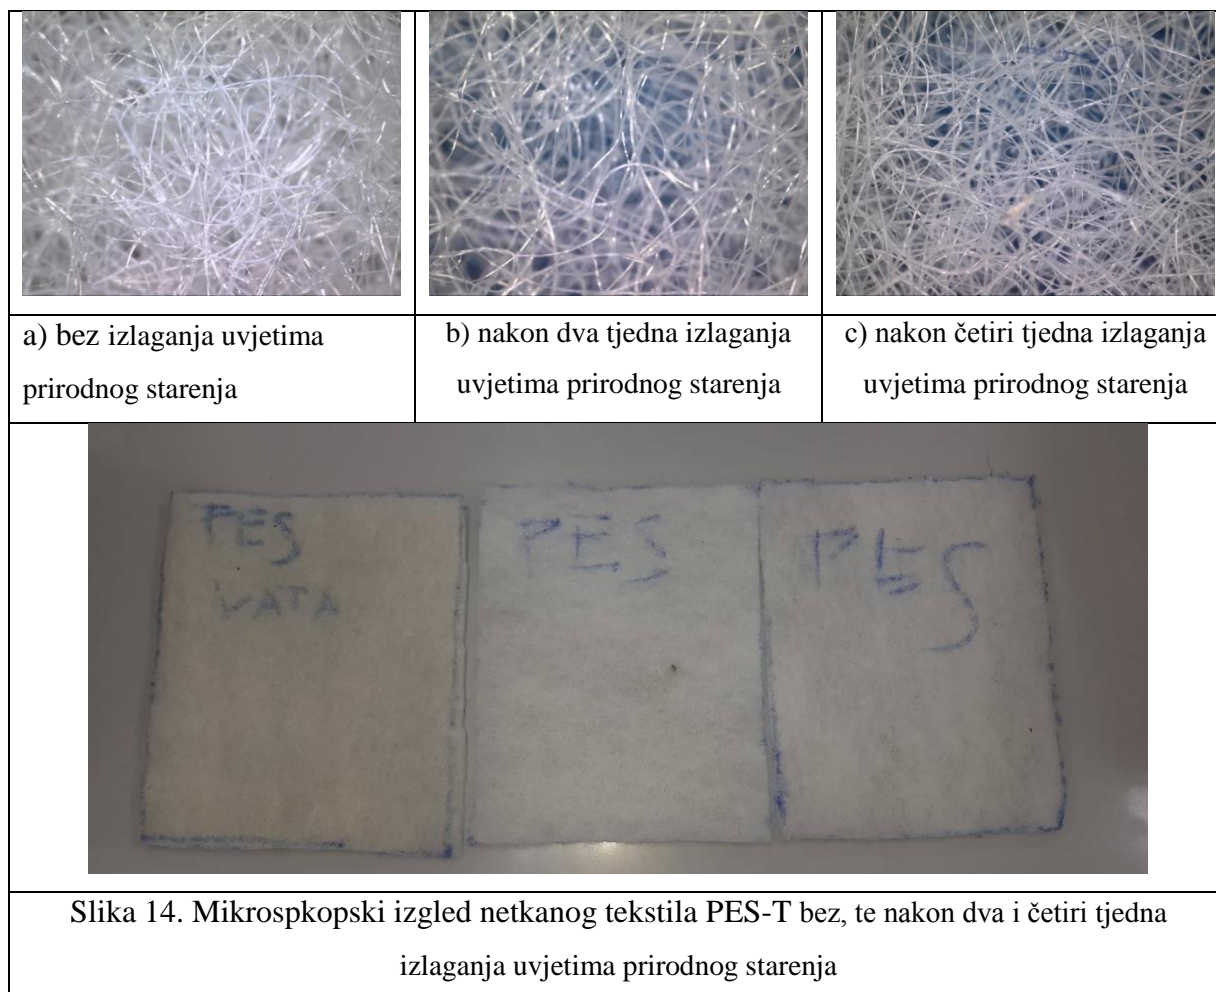 a) bez izlaganja uvjetima
prirodnog starenja
b) nakon dva tjedna izlaganja
uvjetima prirodnog starenja
c) nakon četiri tjedna izlaganja
uvjetima prirodnog starenja
PES
VATA
PES
PES
Slika 14. Mikrospkopski izgled netkanog tekstila PES-T bez, te nakon dva i četiri tjedna
izlaganja uvjetima prirodnog starenja